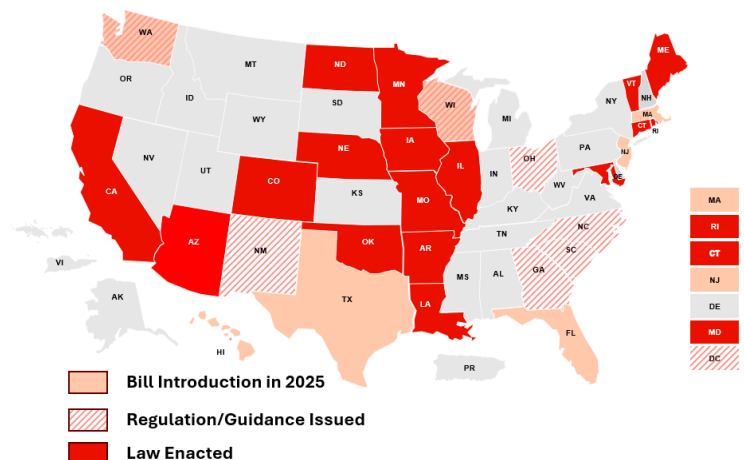 WA
ME
MT
ND
MN
VT
OR
NH
ID
SD
WI
NY
MA
WY
MI
CT
RI
NE
IA
PA
NJ
NV
OH
UT
IL
IN
DE
CO
WV
CA
KS
MO
VA
KY
NC
TN
AZ
NM
OK
AR
SC
GA
MS
AL
VI
TX
LA
AK
FL
HI
PR
MA
RI
CT
NJ
DE
MD
DC
Bill Introduction in 2025
Regulation/Guidance Issued
Law Enacted